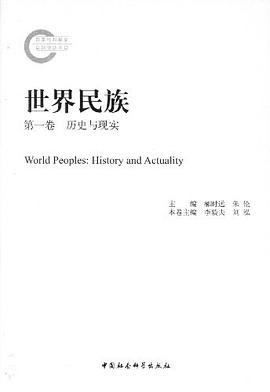 世界民族
第一卷 历史与现实
World Peoples: History and Actuality
主 编 郝时远 朱 伦
本卷主编 李毅夫 刘 泓
中国社会科学出版社